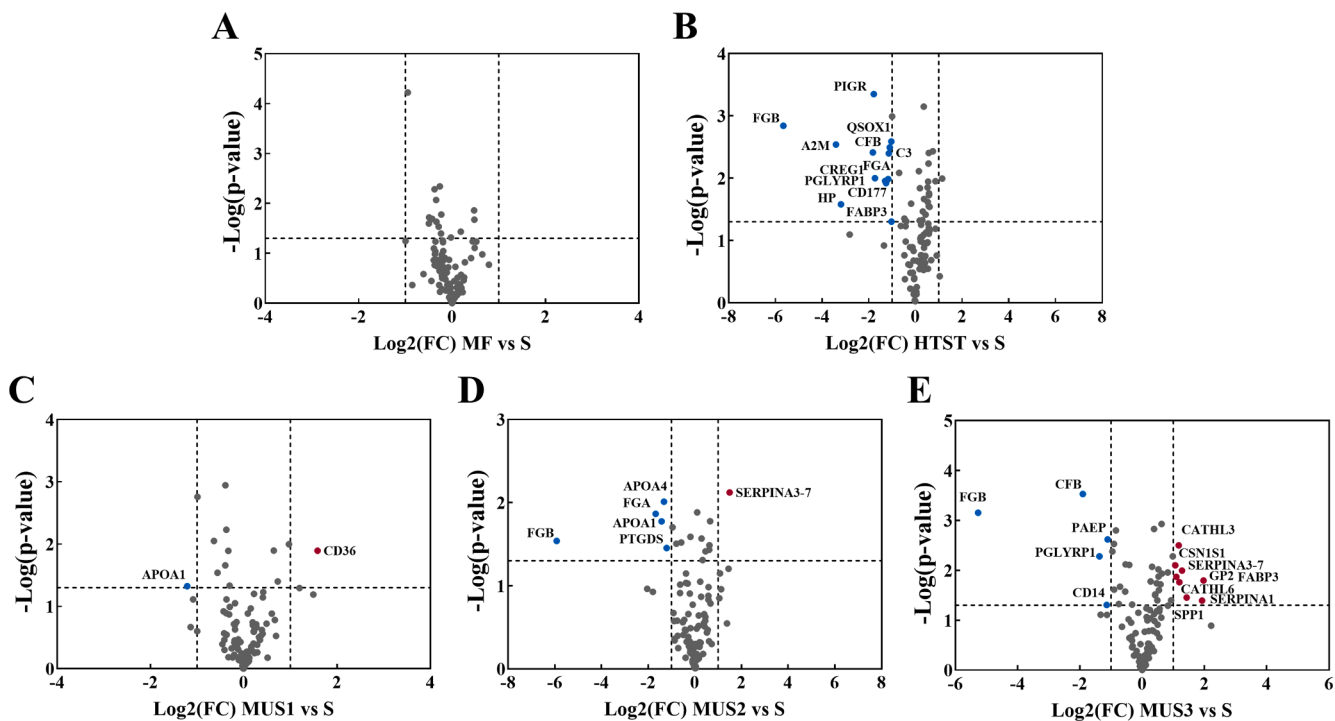 A
-Log(p-value)
5
4
3
2
1
0
-4
-2
0
2
4
Log2(FC) MF vs S
B
-Log(p-value)
4
3
2
1
0
PIGR
FGB
QSOX1
A2M
CFB
C3
CREG1
FGA
PGLYRP1
CD177
HP
FABP3
-8
-6
-4
-2
0
2
4
6
8
Log2(FC) HTST vs S
C
-Log(p-value)
4
3
2
1
0
CD36
APOA1
-4
-2
0
2
4
Log2(FC) MUS1 vs S
D
-Log(p-value)
3
2
1
0
APOA4
SERPINA3-7
FGA
APOA1
FGB
PTGDS
-8
-6
-4
-2
0
2
4
6
8
Log2(FC) MUS2 vs S
E
-Log(p-value)
5
4
3
2
1
0
CFB
FGB
PAEP
CATHL3
PGLYRP1
CSN1S1
SERPINA3-7
GP2
FABP3
CD14
CATHL6
SERPINA1
SPP1
-6
-4
-2
0
2
4
6
Log2(FC) MUS3 vs S